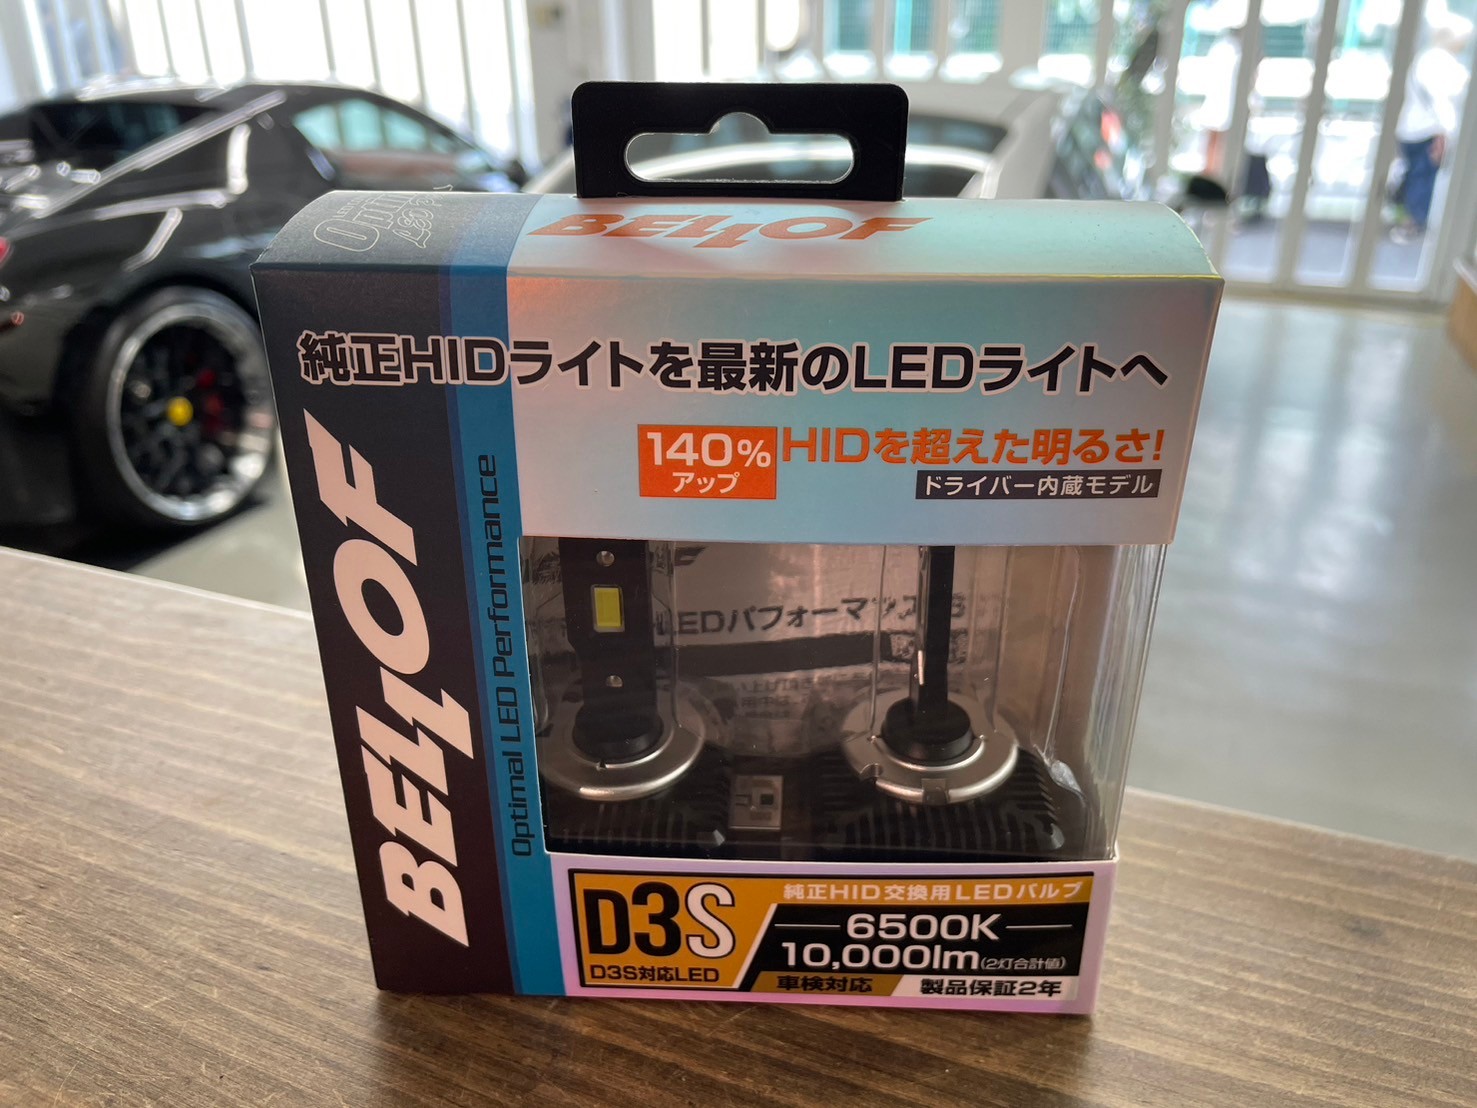 BELLOF
純正HIDライトを最新のLEDライトへ
140%
アップ
HIDを超えた明るさ!
ドライバー内蔵モデル
BELLOF
Optimal LED Performance
LEDパフォーマ
D3S
D3S対応LED
純正HID交換用LEDバルブ
6500K
10,000lm(2灯合計値)
車検対応
製品保証2年